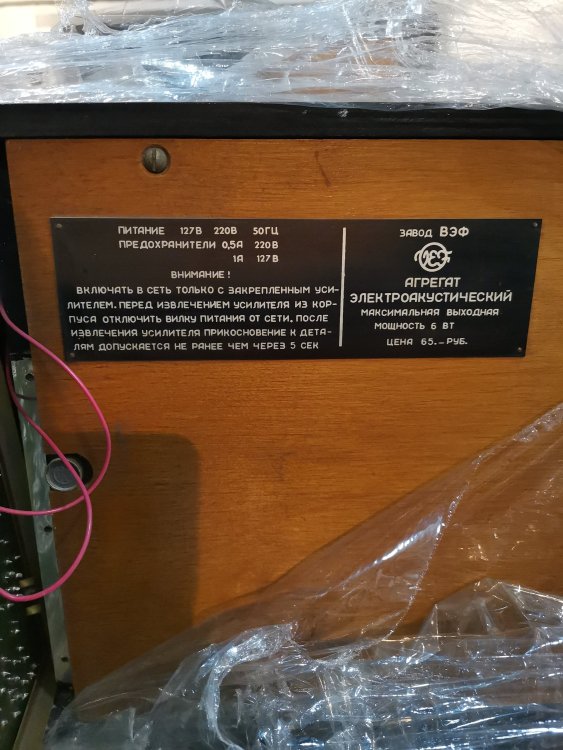 ПИТАНИЕ 127В 220В 50ГЦ
ПРЕДОХРАНИТЕЛИ 0,5А 220В
1А 127В
ВНИМАНИЕ!
ВКЛЮЧАТЬ В СЕТЬ ТОЛЬКО С ЗАКРЕПЛЕННЫМ УСИ-
ЛИТЕЛЕМ. ПЕРЕД ИЗВЛЕЧЕНИЕМ УСИЛИТЕЛЯ ИЗ КОР-
ПУСА ОТКЛЮЧИТЬ ВИЛКУ ПИТАНИЯ ОТ СЕТИ. ПОСЛЕ
ИЗВЛЕЧЕНИЯ УСИЛИТЕЛЯ ПРИКОСНОВЕНИЕ К ДЕТА-
ЛЯМ ДОПУСКАЕТСЯ НЕ РАНЕЕ ЧЕМ ЧЕРЕЗ 5 СЕК
ЗАВОД ВЭФ
VEF
АГРЕГАТ
ЭЛЕКТРОАКУСТИЧЕСКИЙ
МАКСИМАЛЬНАЯ ВЫХОДНАЯ
МОЩНОСТЬ 6 ВТ
ЦЕНА 65.–РУБ.